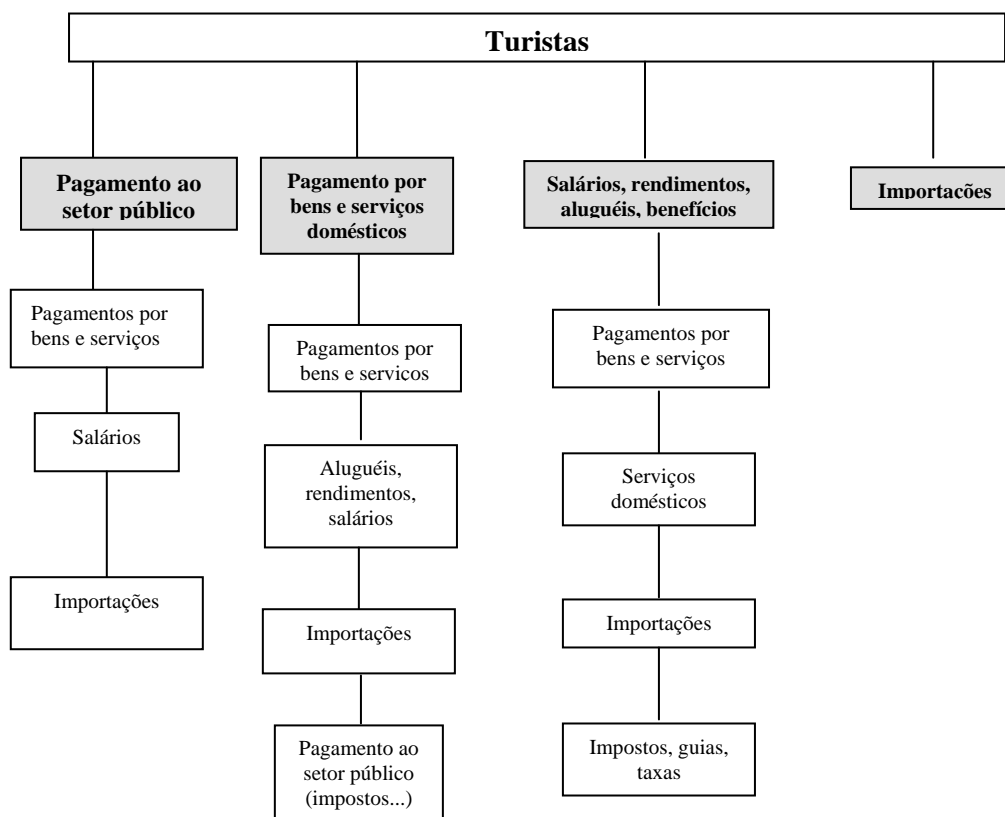 Turistas
Pagamento ao
setor público
Pagamento por
bens e serviços
domésticos
Salários, rendimentos,
aluguéis, benefícios
Importações
Pagamentos por
bens e serviços
Salários
Importações
Pagamentos por
bens e servicos
Aluguéis,
rendimentos,
salários
Importações
Pagamento ao
setor público
(impostos...)
Pagamentos por
bens e serviços
Serviços
domésticos
Importações
Impostos, guias,
taxas